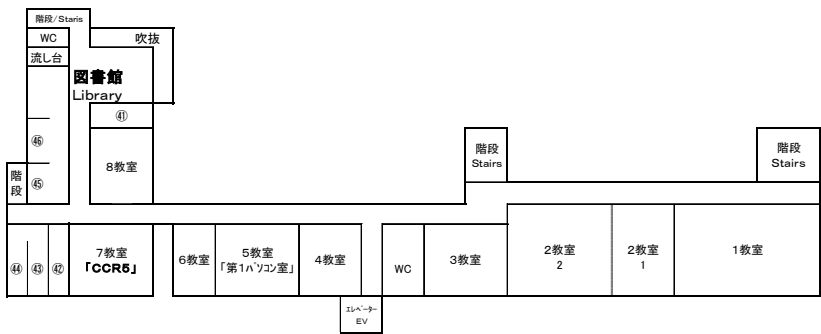 階段/Staris
WC
吹抜
流し台
図書館
Library
㊶
㊻
8教室
階段
Stairs
階段
Stairs
階
段
㊺
㊹
㊸
㊷
7教室
「CCR5」
6教室
5教室
「第1パソコン室」
4教室
WC
3教室
2教室
2
2教室
1
1教室
エレベーター
EV